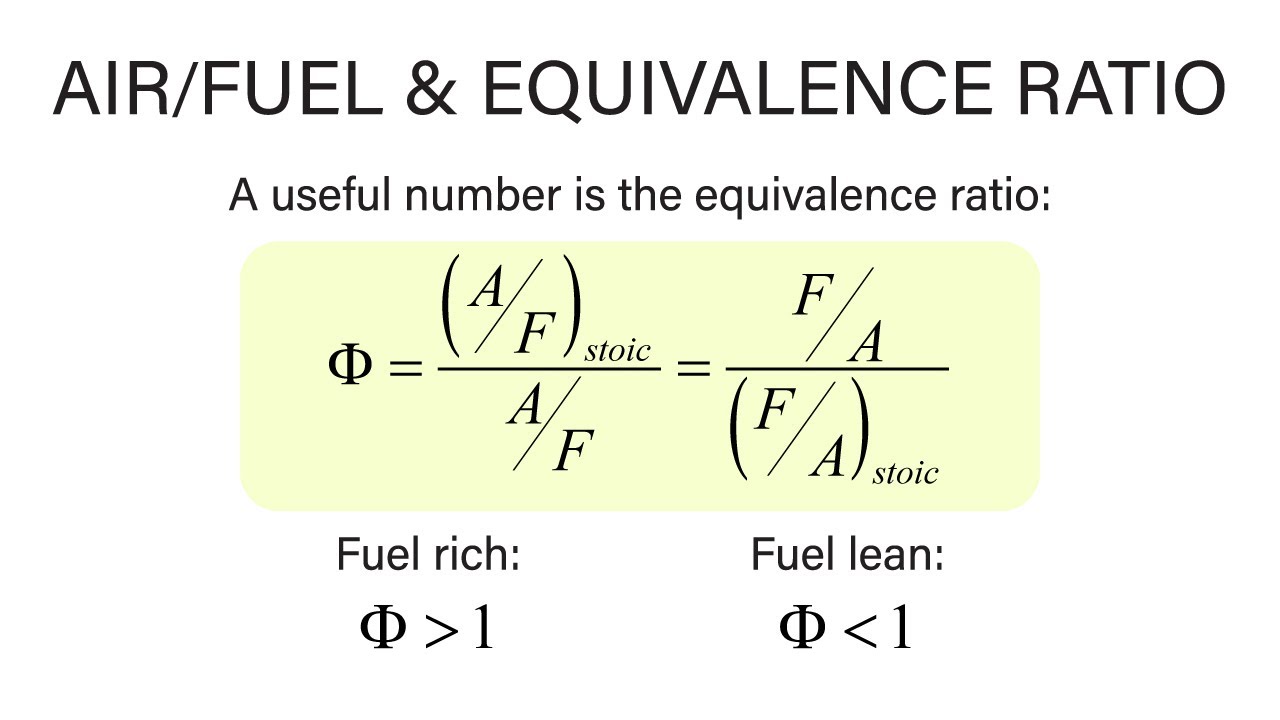 AIR/FUEL & EQUIVALENCE RATIO
A useful number is the equivalence ratio:
Φ = (A/F)stoic / A/F = F/A / (F/A)stoic
Fuel rich: Fuel lean:
Φ > 1 Φ < 1